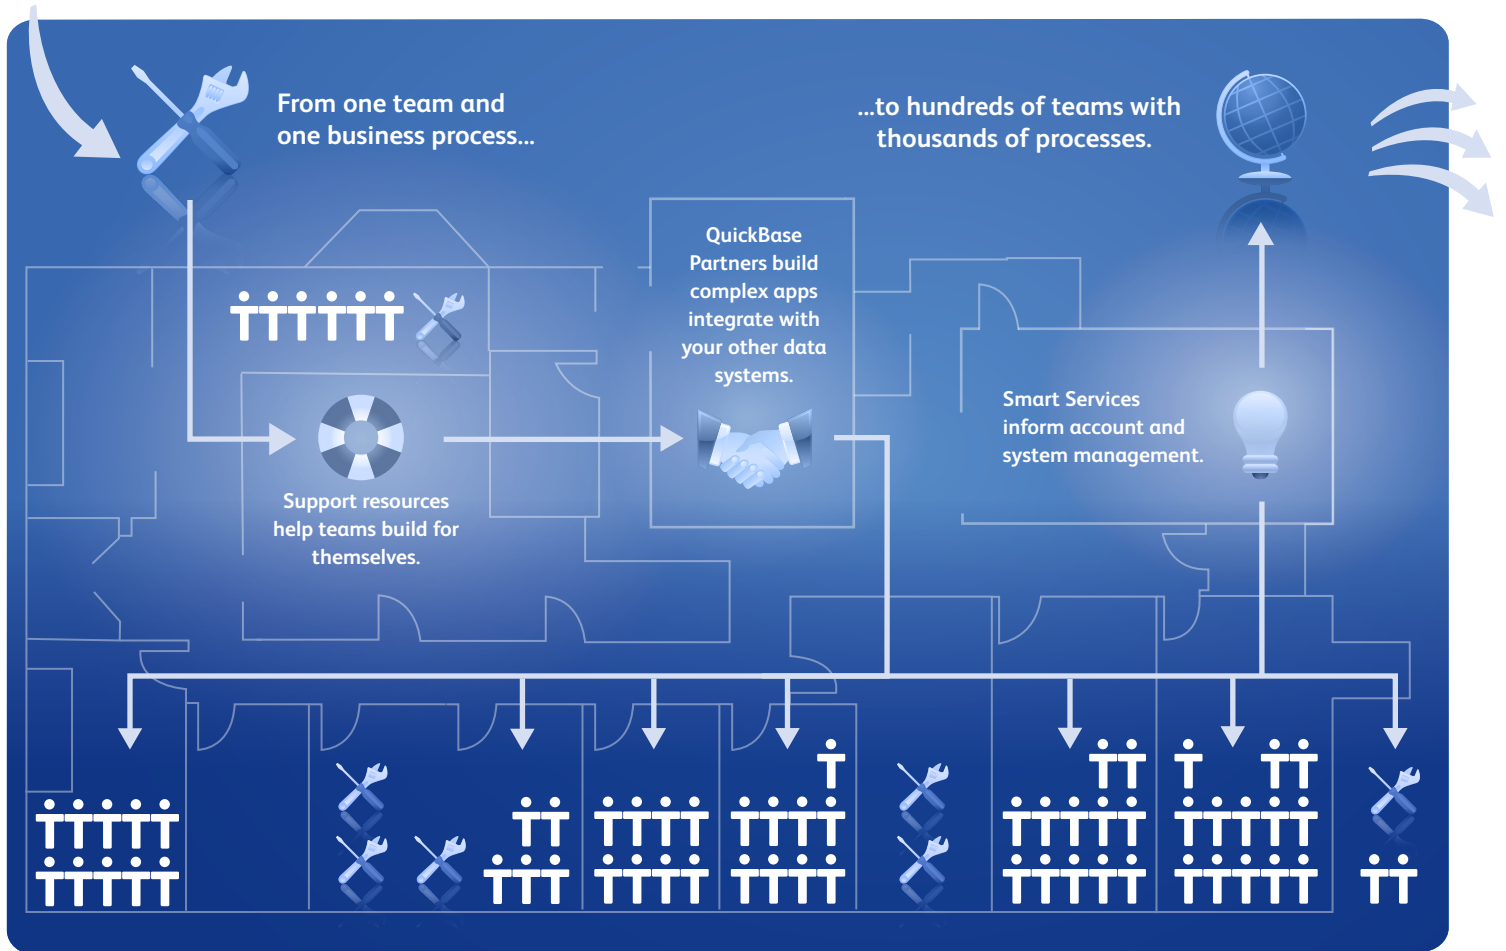 From one team and
one business process...
...to hundreds of teams with
thousands of processes.
QuickBase
Partners build
complex apps
integrate with
your other data
systems.
Smart Services
inform account and
system management.
Support resources
help teams build for
themselves.